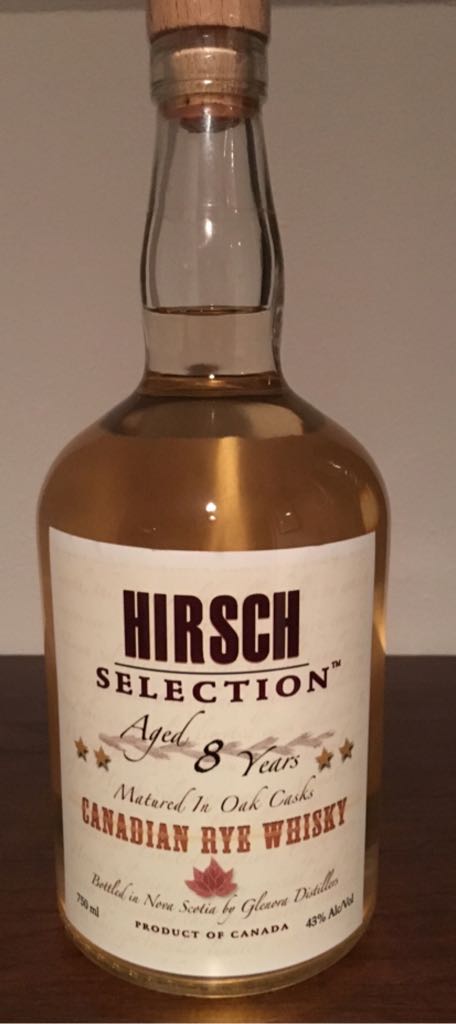 HIRSCH
SELECTION™
Aged 8 Years
Matured In Oak Casks
CANADIAN RYE WHISKY
Bottled in Nova Scotia by Glenora Distillers
750 ml
PRODUCT OF CANADA
43% Alc/Vol